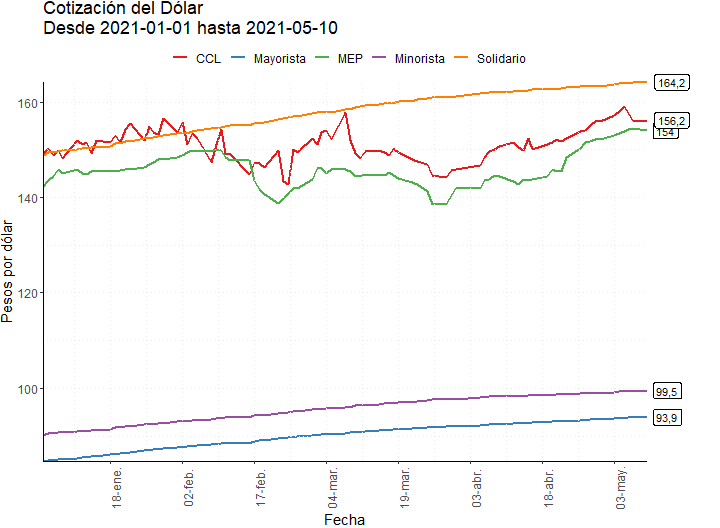 Cotización del Dólar
Desde 2021-01-01 hasta 2021-05-10
CCL Mayorista MEP Minorista Solidario
Pesos por dólar
160
140
120
100
164,2
156,2
154
99,5
93,9
18-ene.
02-feb.
17-feb.
04-mar.
19-mar.
03-abr.
18-abr.
03-may.
Fecha